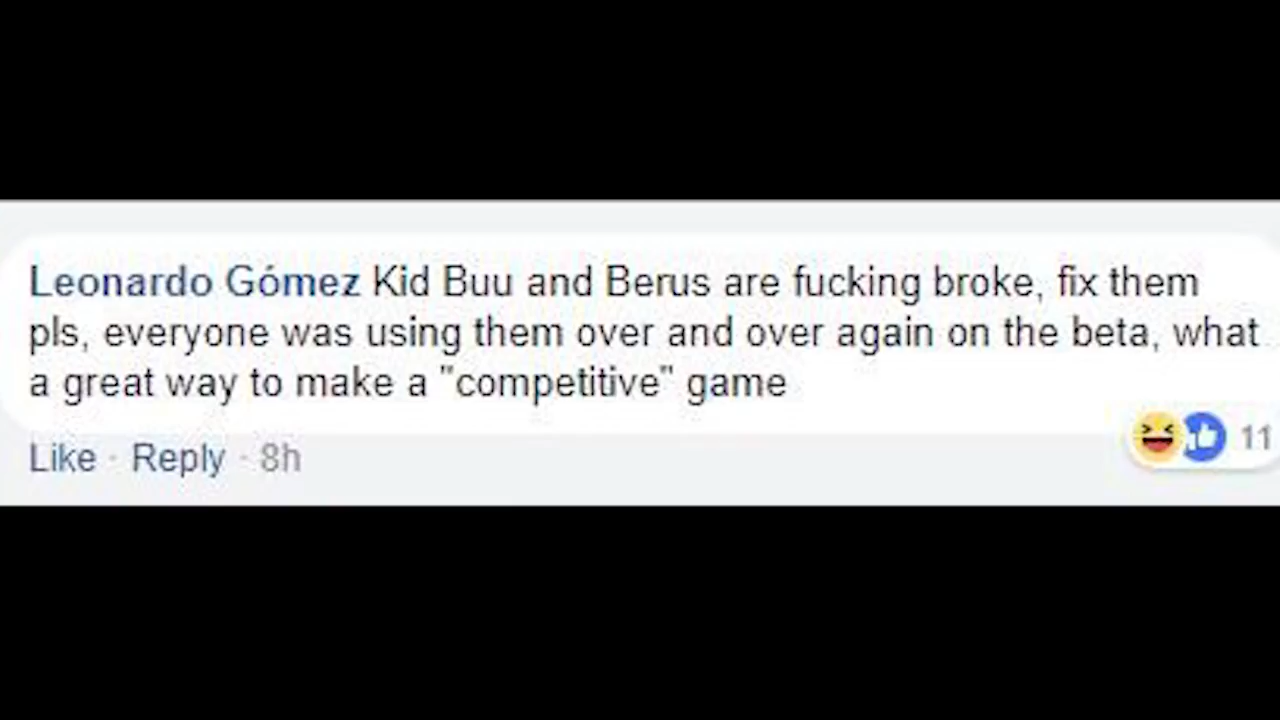 Leonardo Gómez Kid Buu and Berus are fucking broke, fix them
pls, everyone was using them over and over again on the beta, what
a great way to make a "competitive" game
Like · Reply · 8h
11